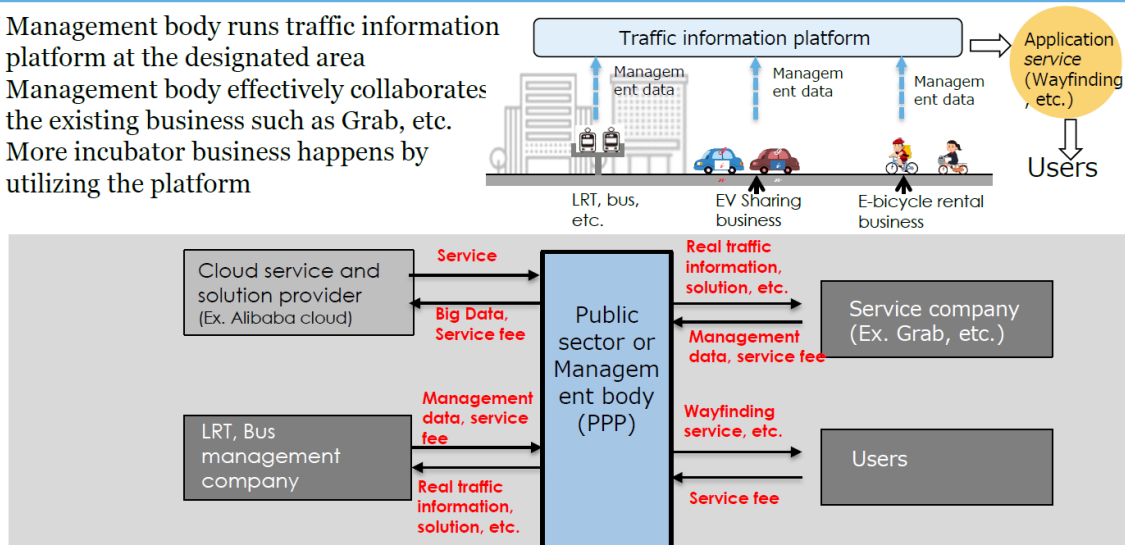 Management body runs traffic information
platform at the designated area
Management body effectively collaborates
the existing business such as Grab, etc.
More incubator business happens by
utilizing the platform
Traffic information platform
Managem
ent data
Managem
ent data
Managem
ent data
Application
service
(Wayfinding
, etc.)
Users
LRT, bus,
etc.
EV Sharing
business
E-bicycle rental
business
Cloud service and
solution provider
(Ex. Alibaba cloud)
Service
Big Data,
Service fee
LRT, Bus
management
company
Management
data, service
fee
Real traffic
information,
solution, etc.
Public
sector or
Managem
ent body
(PPP)
Real traffic
information,
solution, etc.
Management
data, service fee
Service company
(Ex. Grab, etc.)
Wayfinding
service, etc.
Service fee
Users